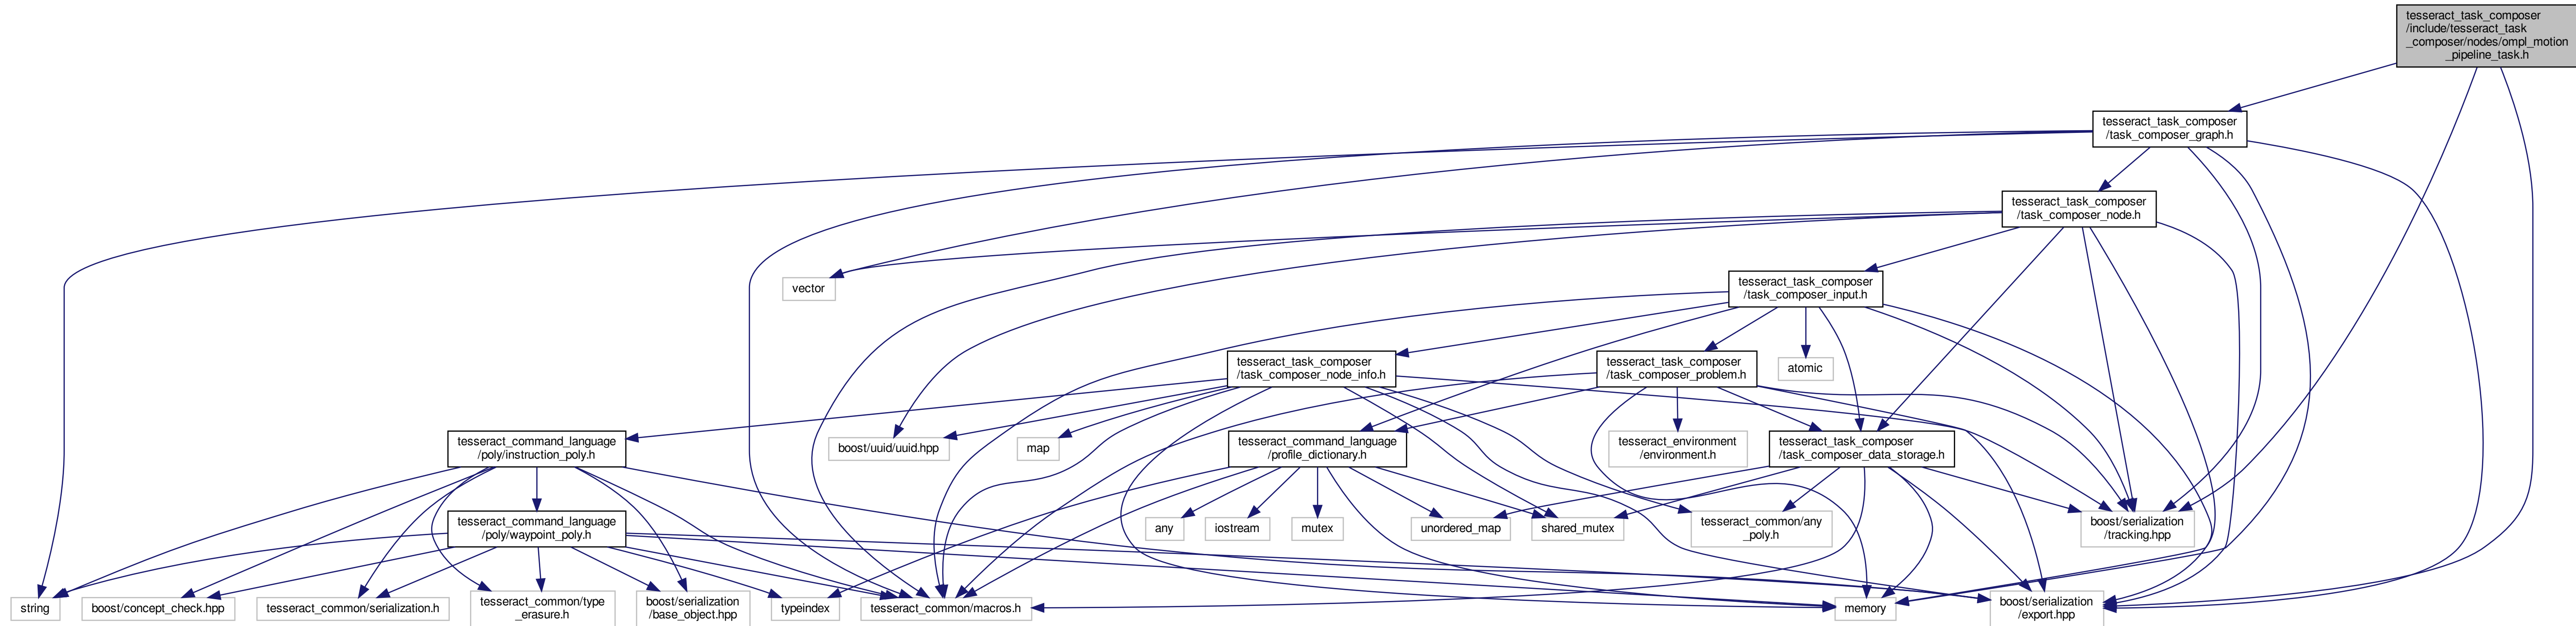 tesseract_task_composer
/include/tesseract_task
_composer/nodes/ompl_motion
_pipeline_task.h
tesseract_task_composer
/task_composer_graph.h
tesseract_task_composer
/task_composer_node.h
vector
tesseract_task_composer
/task_composer_input.h
tesseract_task_composer
/task_composer_node_info.h
tesseract_task_composer
/task_composer_problem.h
atomic
tesseract_command_language
/poly/instruction_poly.h
boost/uuid/uuid.hpp
map
tesseract_command_language
/profile_dictionary.h
tesseract_environment
/environment.h
tesseract_task_composer
/task_composer_data_storage.h
tesseract_command_language
/poly/waypoint_poly.h
any
iostream
mutex
unordered_map
shared_mutex
tesseract_common/any
_poly.h
boost/serialization
/tracking.hpp
string
boost/concept_check.hpp
tesseract_common/serialization.h
tesseract_common/type
_erasure.h
boost/serialization
/base_object.hpp
typeindex
tesseract_common/macros.h
memory
boost/serialization
/export.hpp